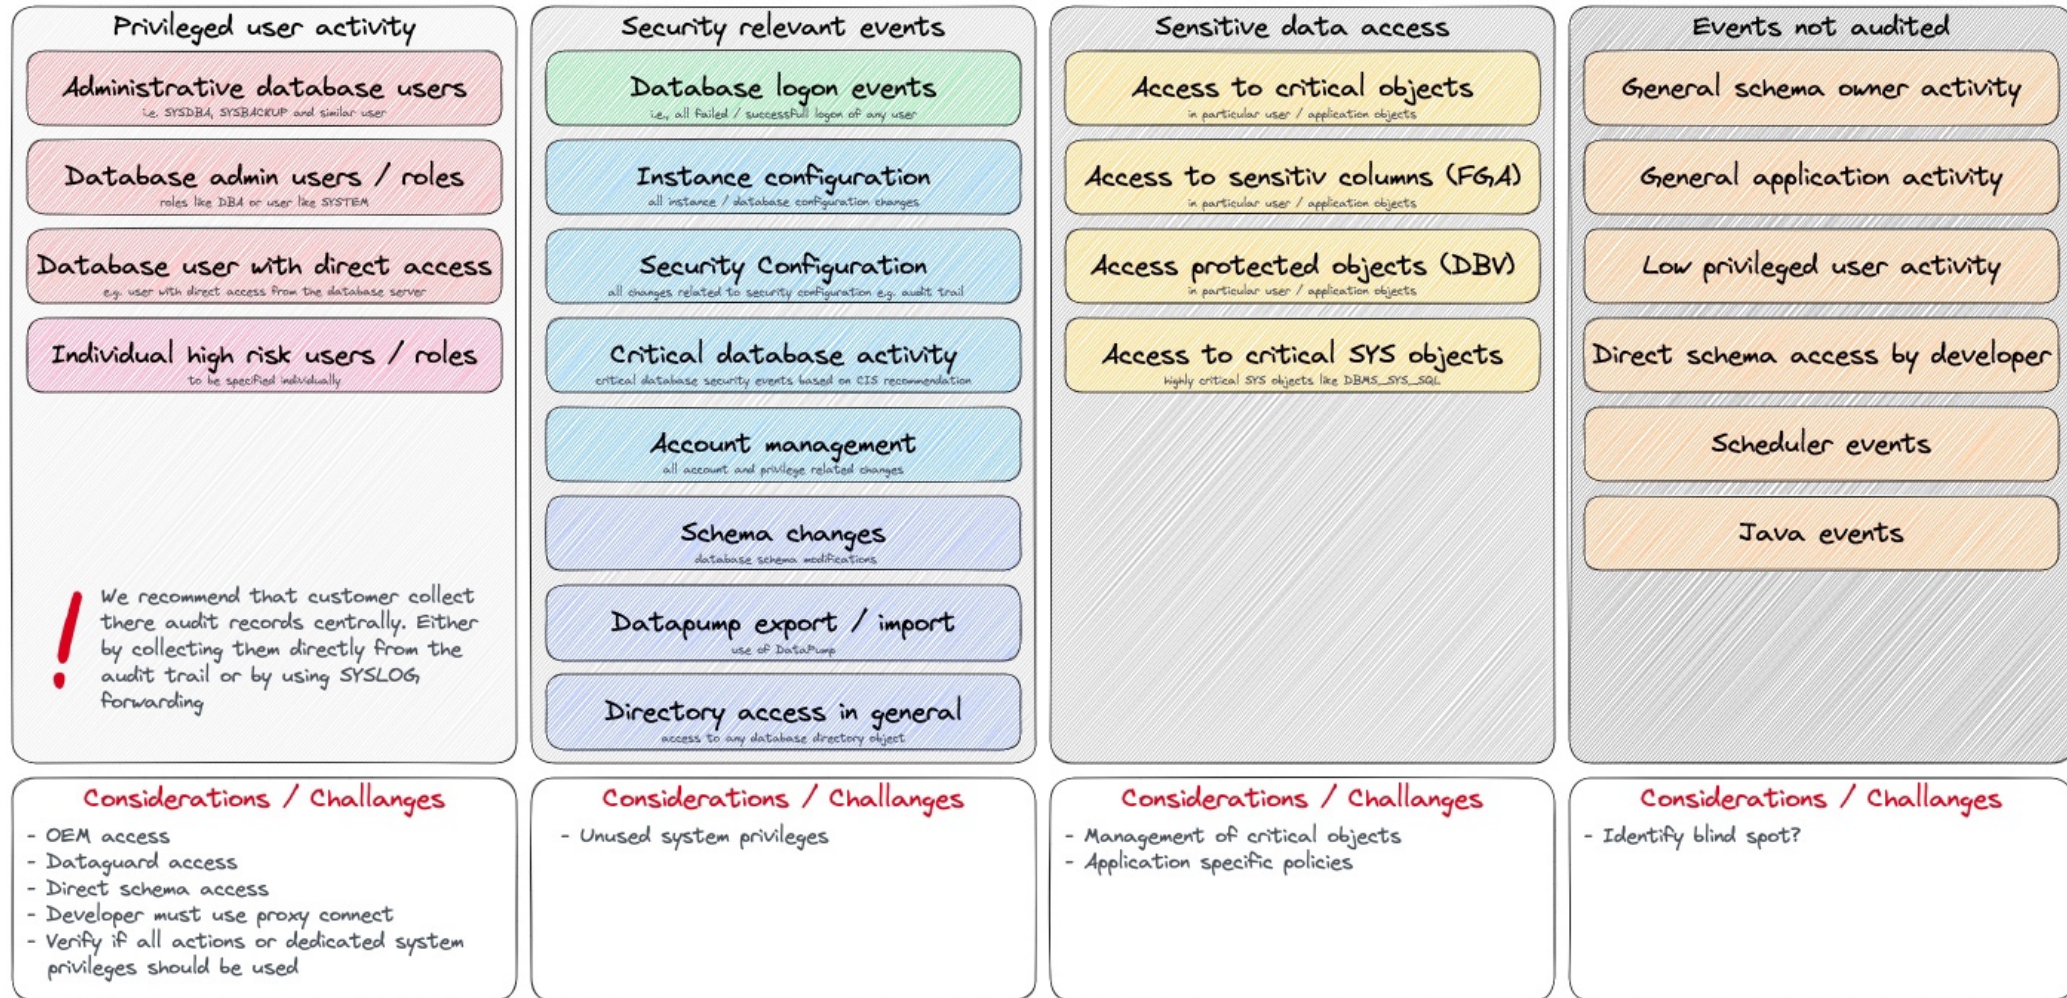 Privileged user activity
Administrative database users
i.e. SYSDBA, SYSBACKUP and similar user
Database admin users / roles
roles like DBA or user like SYSTEM
Database user with direct access
e.g. user with direct access from the database server
Individual high risk users / roles
to be specified individually
We recommend that customer collect
there audit records centrally. Either
by collecting them directly from the
audit trail or by using SYSLOG
forwarding
Security relevant events
Database logon events
i.e., all failed / successfull logon of any user
Instance configuration
all instance / database configuration changes
Security Configuration
all changes related to security configuration e.g. audit trail
Critical database activity
critical database security events based on CIS recommendation
Account management
all account and privilege related changes
Schema changes
database schema modifications
Datapump export / import
use of DataPump
Directory access in general
access to any database directory object
Sensitive data access
Access to critical objects
in particular user / application objects
Access to sensitiv columns (FGA)
in particular user / application objects
Access protected objects (DBV)
in particular user / application objects
Access to critical SYS objects
highly critical SYS objects like DBMS_SYS_SQL
Events not audited
General schema owner activity
General application activity
Low privileged user activity
Direct schema access by developer
Scheduler events
Java events
Considerations / Challanges
- OEM access
- Dataguard access
- Direct schema access
- Developer must use proxy connect
- Verify if all actions or dedicated system
privileges should be used
Considerations / Challanges
- Unused system privileges
Considerations / Challanges
- Management of critical objects
- Application specific policies
Considerations / Challanges
- Identify blind spot?